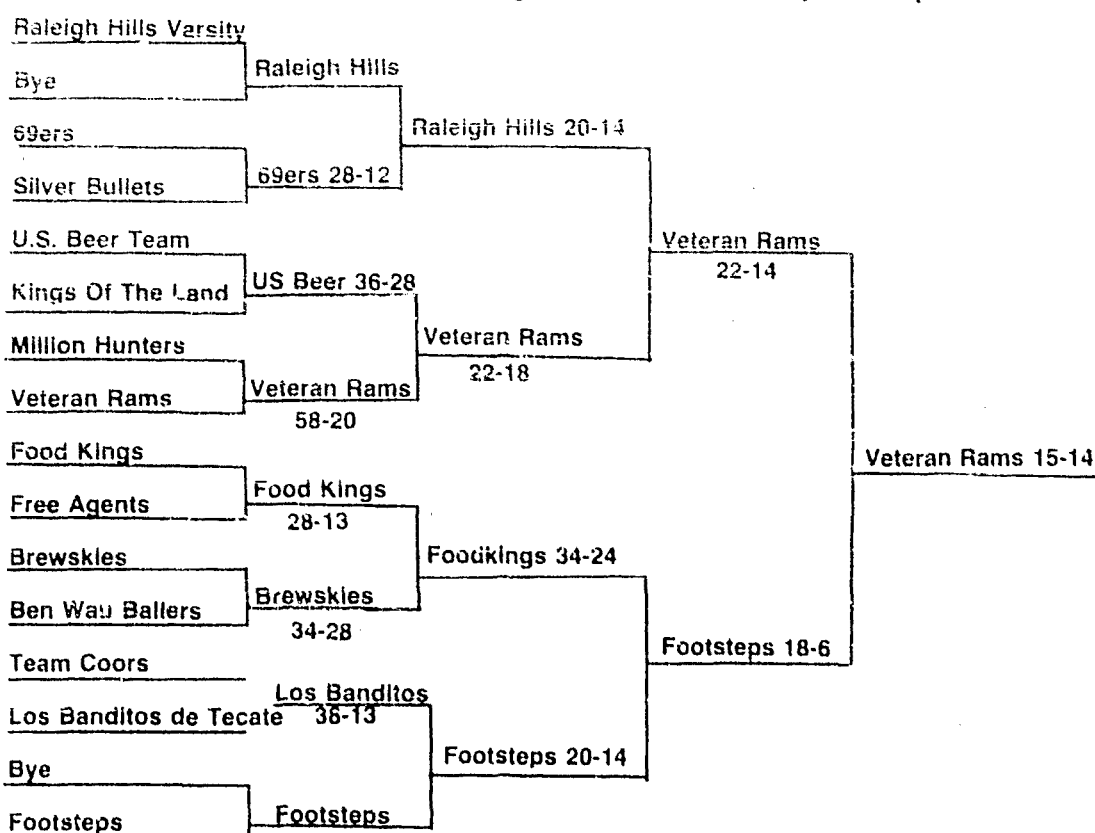 Raleigh Hills Varsity
Bye
69ers
Silver Bullets
U.S. Beer Team
Kings Of The Land
Million Hunters
Veteran Rams
Food Kings
Free Agents
Brewskies
Ben Wau Ballers
Team Coors
Los Banditos de Tecate
Bye
Footsteps
Raleigh Hills
69ers 28-12
US Beer 36-28
Veteran Rams
58-20
Food Kings
28-13
Brewskies
34-28
Los Banditos
36-13
Footsteps
Raleigh Hills 20-14
Veteran Rams
22-18
Foodkings 34-24
Footsteps 20-14
Veteran Rams
22-14
Footsteps 18-6
Veteran Rams 15-14